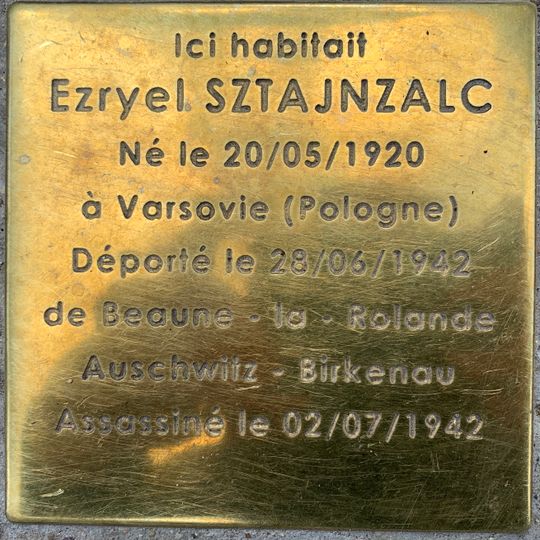 Ici habitait
Ezryel SZTAJNZALC
Né le 20/05/1920
à Varsovie (Pologne)
Déporté le 28/06/1942
de Beaune - la - Rolande
Auschwitz - Birkenau
Assassiné le 02/07/1942